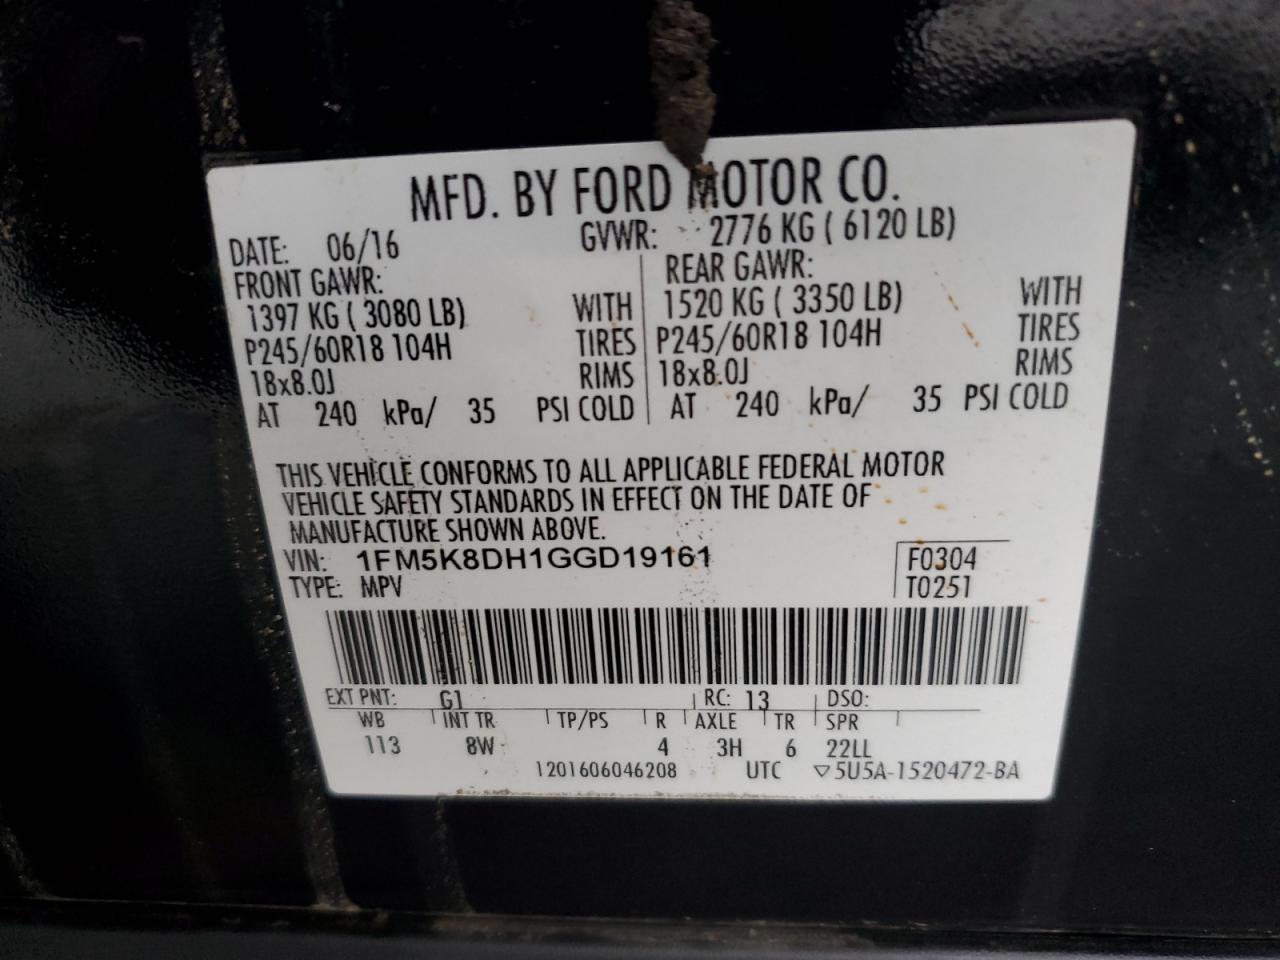 MFD. BY FORD MOTOR CO.
DATE: 06/16 GVWR: 2776 KG ( 6120 LB)
FRONT GAWR: REAR GAWR:
1397 KG ( 3080 LB) WITH 1520 KG ( 3350 LB) WITH
P245/60R18 104H TIRES P245/60R18 104H TIRES
18x8.0J RIMS 18x8.0J RIMS
AT 240 kPa/ 35 PSI COLD AT 240 kPa/ 35 PSI COLD
THIS VEHICLE CONFORMS TO ALL APPLICABLE FEDERAL MOTOR
VEHICLE SAFETY STANDARDS IN EFFECT ON THE DATE OF
MANUFACTURE SHOWN ABOVE.
VIN: 1FM5K8DH1GGD19161 F0304
TYPE: MPV T0251
EXT PNT: G1 RC: 13 DSO:
WB INT TR TP/PS R AXLE TR SPR
113 8W 4 3H 6 22LL
1201606046208 UTC ▽5U5A-1520472-BA